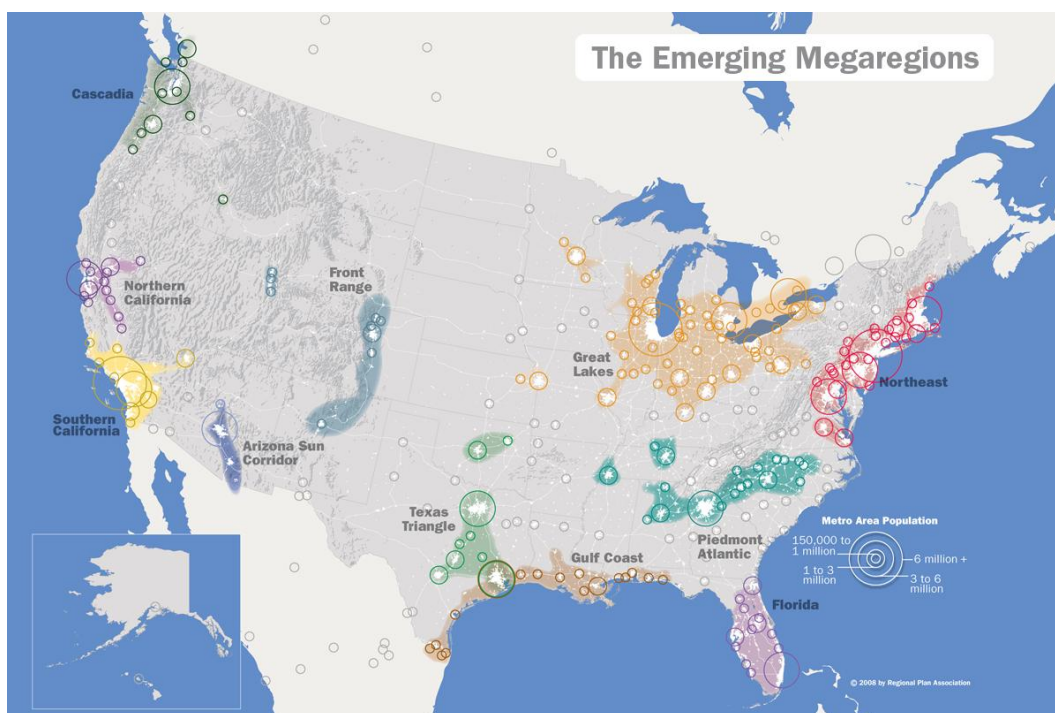 The Emerging Megaregions
Cascadia
Northern
California
Front
Range
Great
Lakes
Northeast
Southern
California
Arizona Sun
Corridor
Texas
Triangle
Piedmont
Atlantic
Gulf Coast
Florida
Metro Area Population
150,000 to
1 million
1 to 3
million
6 million +
3 to 6
million
© 2008 by Regional Plan Association